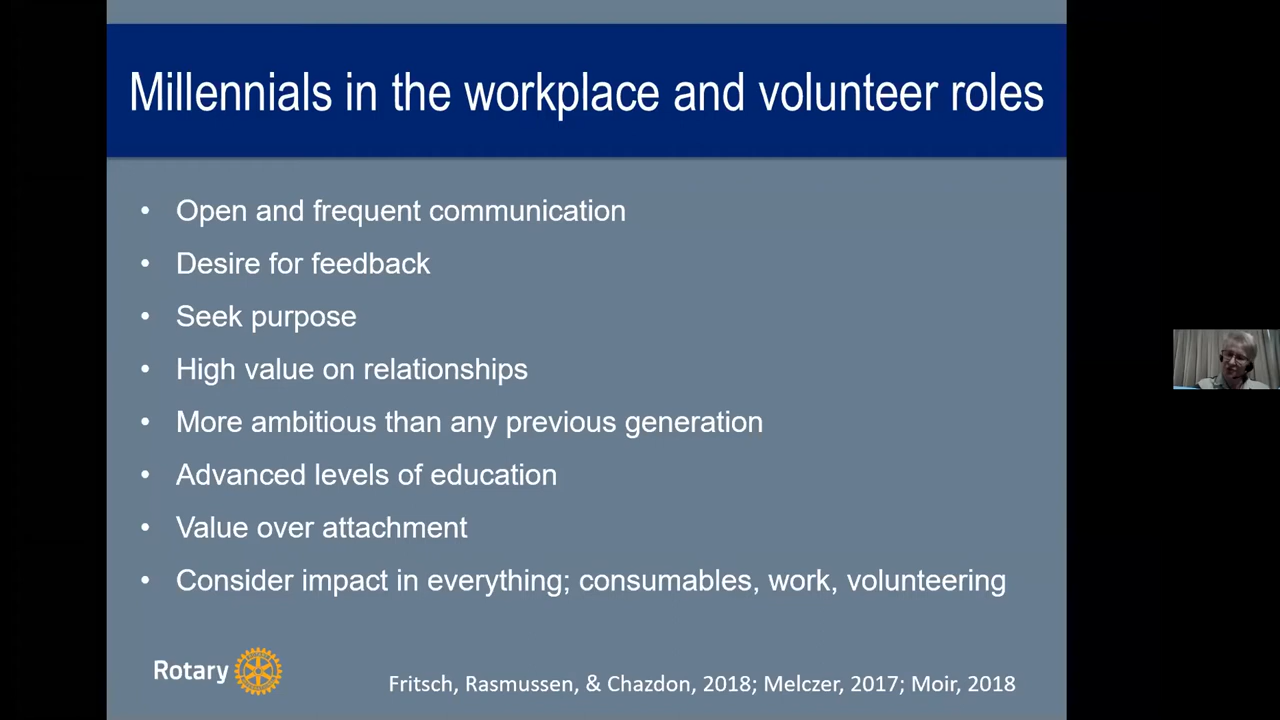 Millennials in the workplace and volunteer roles
• Open and frequent communication
• Desire for feedback
• Seek purpose
• High value on relationships
• More ambitious than any previous generation
• Advanced levels of education
• Value over attachment
• Consider impact in everything; consumables, work, volunteering
Rotary
Fritsch, Rasmussen, & Chazdon, 2018; Melczer, 2017; Moir, 2018